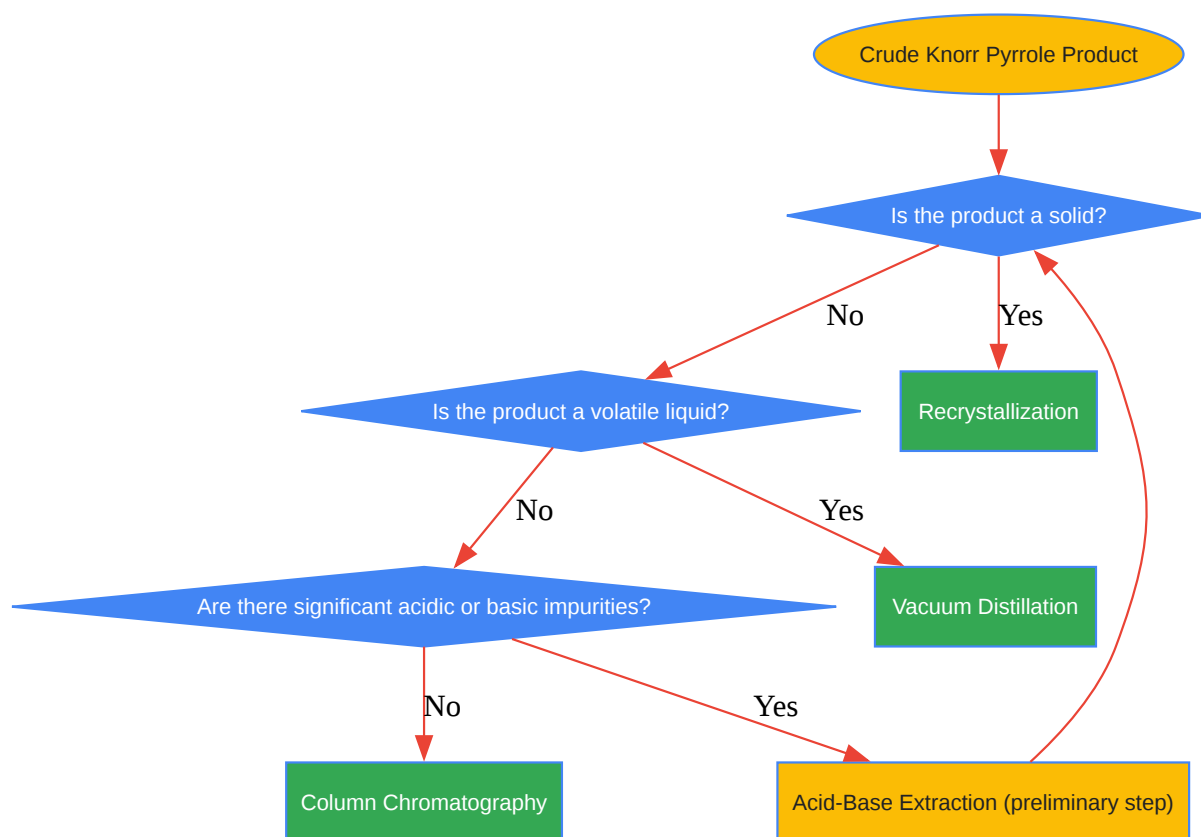 Crude Knorr Pyrrole Product
Is the product a solid?
No
Yes
Is the product a volatile liquid?
Recrystallization
No
Yes
Are there significant acidic or basic impurities?
Vacuum Distillation
No
Yes
Column Chromatography
Acid-Base Extraction (preliminary step)